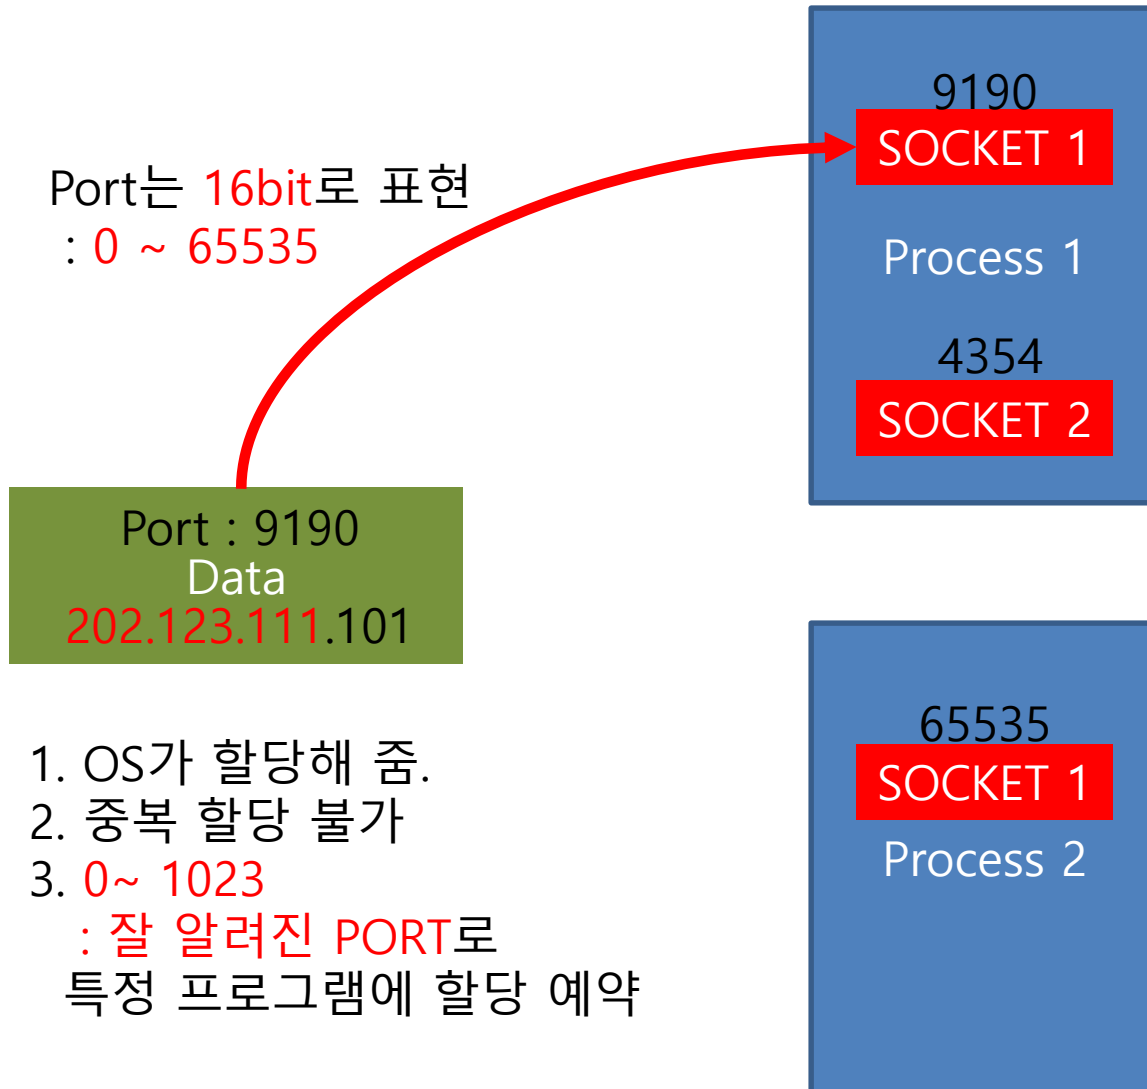 Port는 16bit로 표현
: 0 ~ 65535
Port : 9190
Data
202.123.111.101
1. OS가 할당해 줌.
2. 중복 할당 불가
3. 0~ 1023
: 잘 알려진 PORT로
특정 프로그램에 할당 예약
9190
SOCKET 1
Process 1
4354
SOCKET 2
65535
SOCKET 1
Process 2